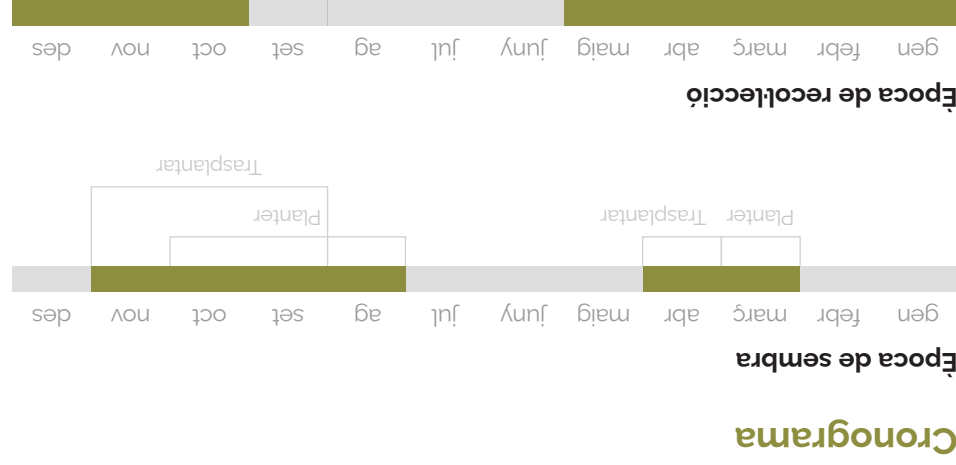 Cronograma
Època de sembra
gen febr març abr maig juny jul ag set oct nov des
Planter Trasplantar Planter
Trasplantar
Època de recol·lecció
gen febr març abr maig juny jul ag set oct nov des